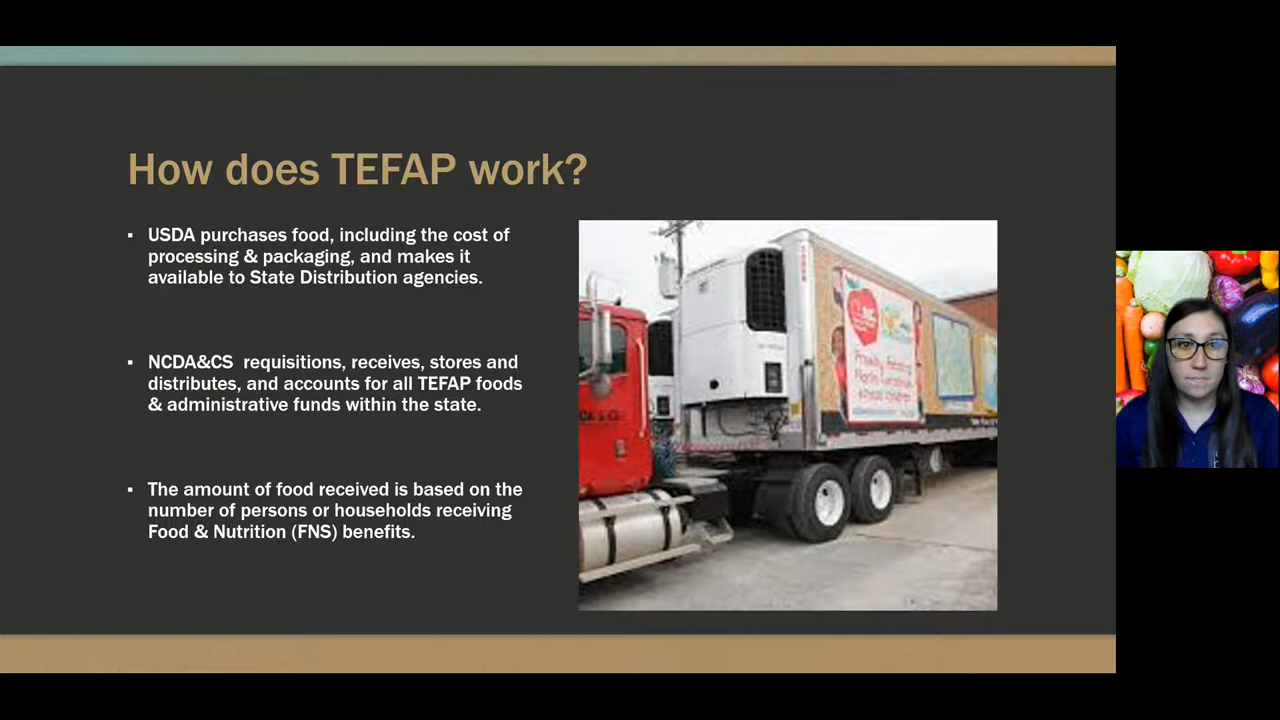 How does TEFAP work?
▪ USDA purchases food, including the cost of
processing & packaging, and makes it
available to State Distribution agencies.
▪ NCDA&CS requisitions, receives, stores and
distributes, and accounts for all TEFAP foods
& administrative funds within the state.
▪ The amount of food received is based on the
number of persons or households receiving
Food & Nutrition (FNS) benefits.